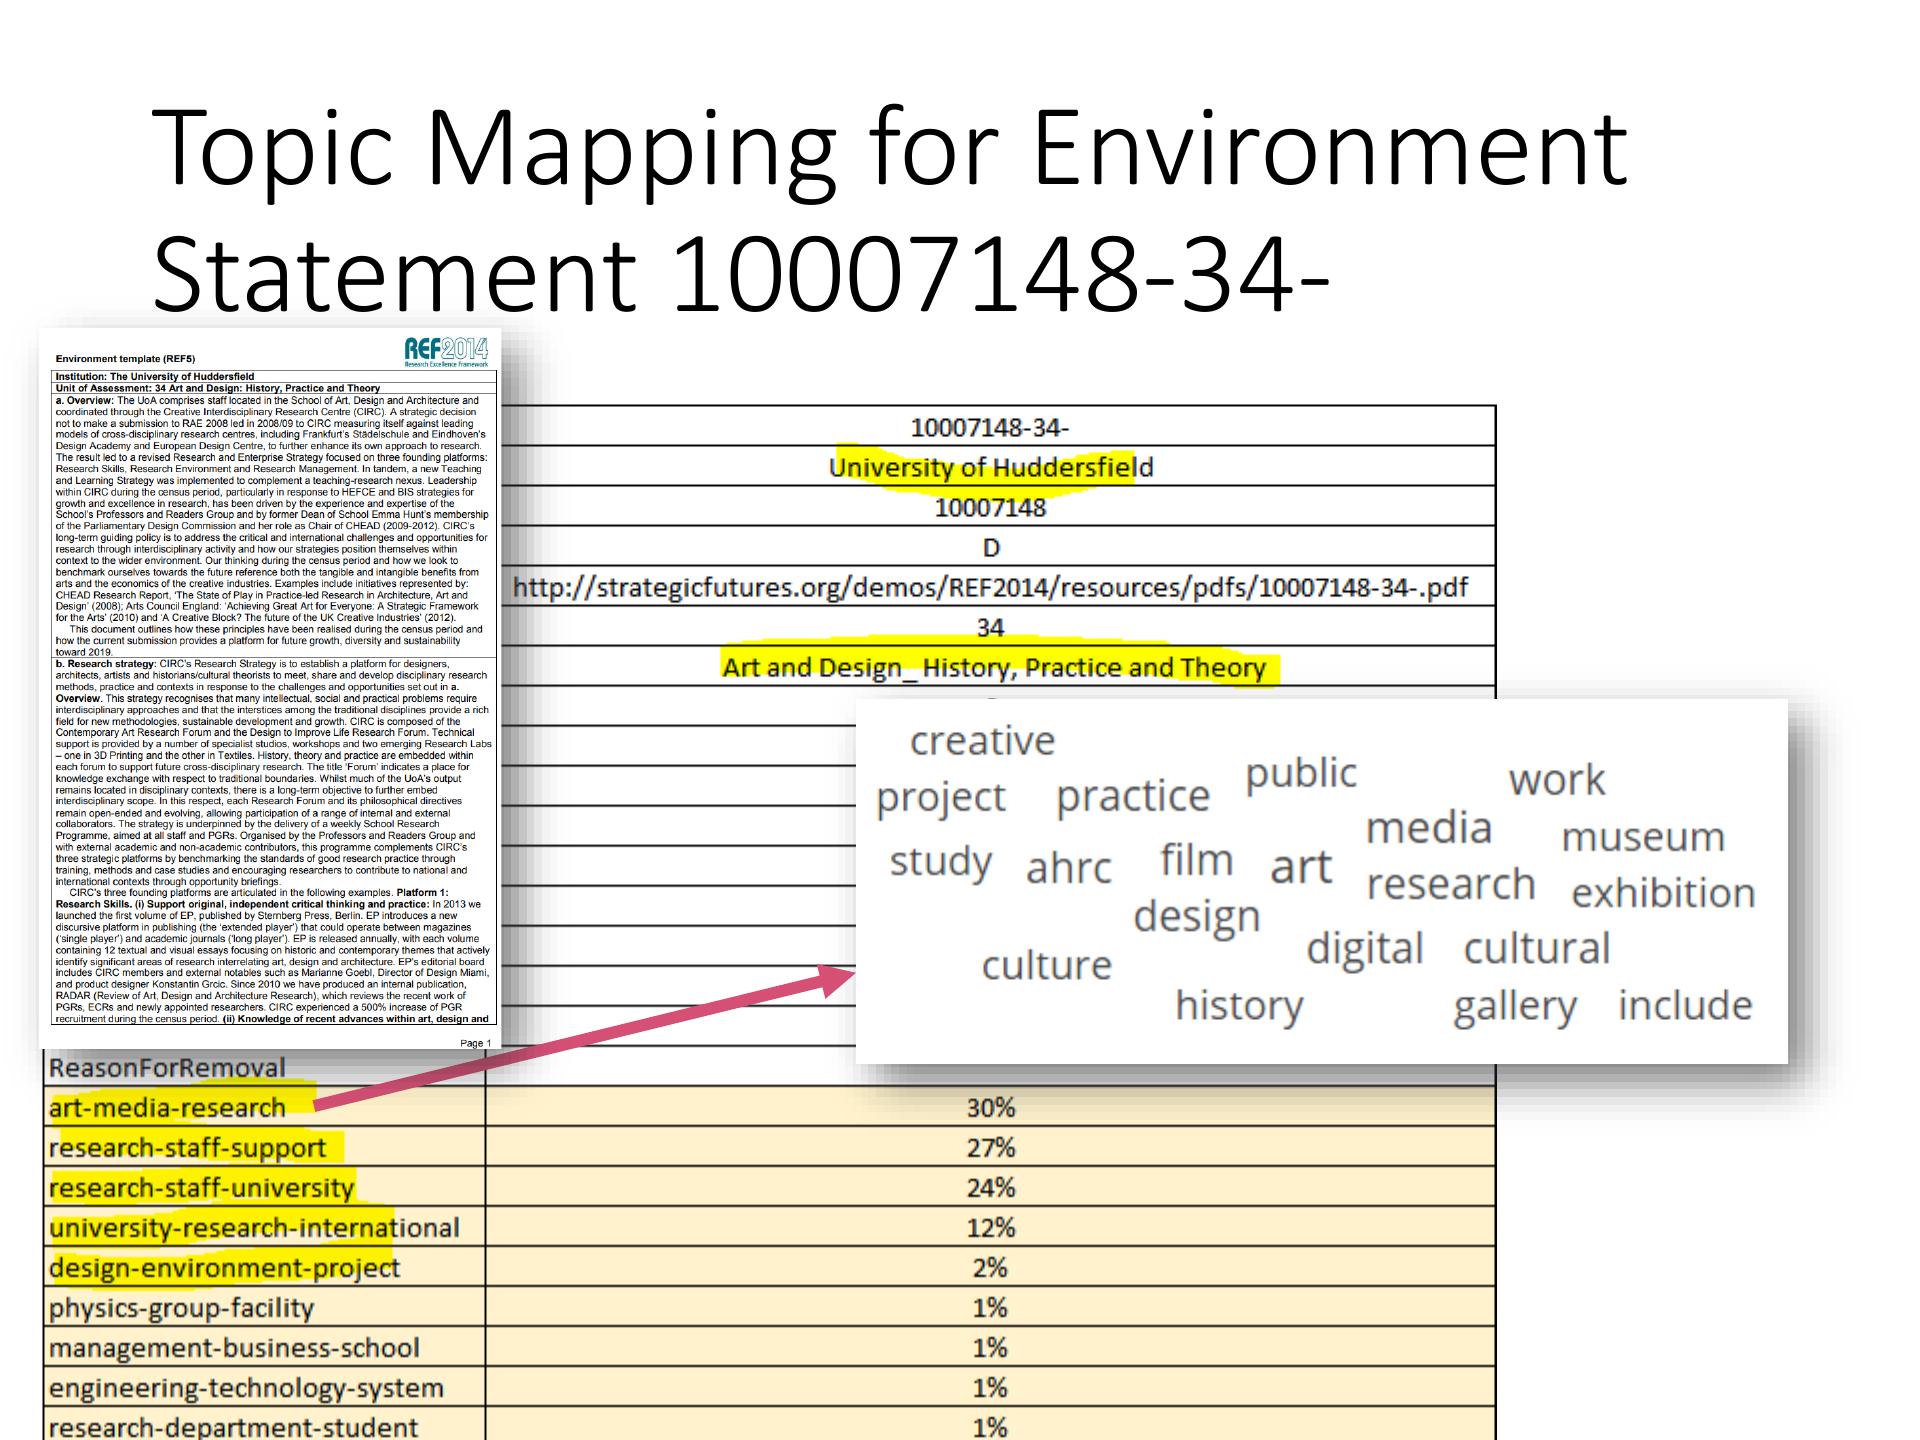 Topic Mapping for Environment
Statement 10007148-34-
REF2014
Research Excellence Framework
Environment template (REF5)
Institution: The University of Huddersfield
Unit of Assessment: 34 Art and Design: History, Practice and Theory
a. Overview: The UoA comprises staff located in the School of Art, Design and Architecture and
coordinated through the Creative Interdisciplinary Research Centre (CIRC). A strategic decision
not to make a submission to RAE 2008 led in 2008/09 to CIRC measuring itself against leading
models of cross-disciplinary research centres, including Frankfurt's Städelschule and Eindhoven's
Design Academy and European Design Centre, to further enhance its own approach to research.
The result led to a revised Research and Enterprise Strategy focused on three founding platforms:
Research Skills, Research Environment and Research Management. In tandem, a new Teaching
and Learning Strategy was implemented to complement a teaching-research nexus. Leadership
within CIRC during the census period, particularly in response to HEFCE and BIS strategies for
growth and excellence in research, has been driven by the experience and expertise of the
School's Professors and Readers Group and by former Dean of School Emma Hunt's membership
of the Parliamentary Design Commission and her role as Chair of CHEAD (2009-2012). CIRC's
long-term guiding policy is to address the critical and international challenges and opportunities for
research through interdisciplinary activity and how our strategies position themselves within
context to the wider environment. Our thinking during the census period and how we look to
benchmark ourselves towards the future reference both the tangible and intangible benefits from
arts and the economics of the creative industries. Examples include initiatives represented by:
CHEAD Research Report, 'The State of Play in Practice-led Research in Architecture, Art and
Design' (2008); Arts Council England: 'Achieving Great Art for Everyone: A Strategic Framework
for the Arts' (2010) and 'A Creative Block? The future of the UK Creative Industries' (2012).
This document outlines how these principles have been realised during the census period and
how the current submission provides a platform for future growth, diversity and sustainability
toward 2019.
b. Research strategy: CIRC's Research Strategy is to establish a platform for designers,
architects, artists and historians/cultural theorists to meet, share and develop disciplinary research
methods, practice and contexts in response to the challenges and opportunities set out in a.
Overview. This strategy recognises that many intellectual, social and practical problems require
interdisciplinary approaches and that the interstices among the traditional disciplines provide a rich
field for new methodologies, sustainable development and growth. CIRC is composed of the
Contemporary Art Research Forum and the Design to Improve Life Research Forum. Technical
support is provided by a number of specialist studios, workshops and two emerging Research Labs
– one in 3D Printing and the other in Textiles. History, theory and practice are embedded within
each forum to support future cross-disciplinary research. The title 'Forum' indicates a place for
knowledge exchange with respect to traditional boundaries. Whilst much of the UoA's output
remains located in disciplinary contexts, there is a long-term objective to further embed
interdisciplinary scope. In this respect, each Research Forum and its philosophical directives
remain open-ended and evolving, allowing participation of a range of internal and external
collaborators. The strategy is underpinned by the delivery of a weekly School Research
Programme, aimed at all staff and PGRs. Organised by the Professors and Readers Group and
with external academic and non-academic contributors, this programme complements CIRC's
three strategic platforms by benchmarking the standards of good research practice through
training, methods and case studies and encouraging researchers to contribute to national and
international contexts through opportunity briefings.
CIRC's three founding platforms are articulated in the following examples. Platform 1:
Research Skills. (i) Support original, independent critical thinking and practice: In 2013 we
launched the first volume of EP, published by Sternberg Press, Berlin. EP introduces a new
discursive platform in publishing (the 'extended player') that could operate between magazines
('single player') and academic journals ('long player'). EP is released annually, with each volume
containing 12 textual and visual essays focusing on historic and contemporary themes that actively
identify significant areas of research interrelating art, design and architecture. EP's editorial board
includes CIRC members and external notables such as Marianne Goebl, Director of Design Miami,
and product designer Konstantin Grcic. Since 2010 we have produced an internal publication,
RADAR (Review of Art, Design and Architecture Research), which reviews the recent work of
PGRs, ECRs and newly appointed researchers. CIRC experienced a 500% increase of PGR
recruitment during the census period. (ii) Knowledge of recent advances within art, design and
Page 1
10007148-34-
University of Huddersfield
10007148
D
http://strategicfutures.org/demos/REF2014/resources/pdfs/10007148-34-.pdf
34
Art and Design_ History, Practice and Theory
creative
public work
project practice
media museum
study ahrc film art research exhibition
design
digital cultural
culture
history gallery include
ReasonForRemoval
art-media-research 30%
research-staff-support 27%
research-staff-university 24%
university-research-international 12%
design-environment-project 2%
physics-group-facility 1%
management-business-school 1%
engineering-technology-system 1%
research-department-student 1%